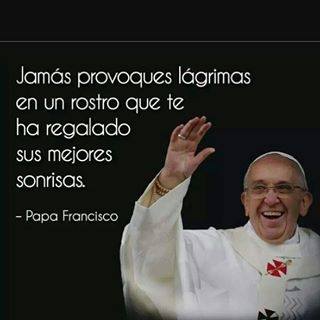 Jamás provoques lágrimas
en un rostro que te
ha regalado
sus mejores
sonrisas.
– Papa Francisco